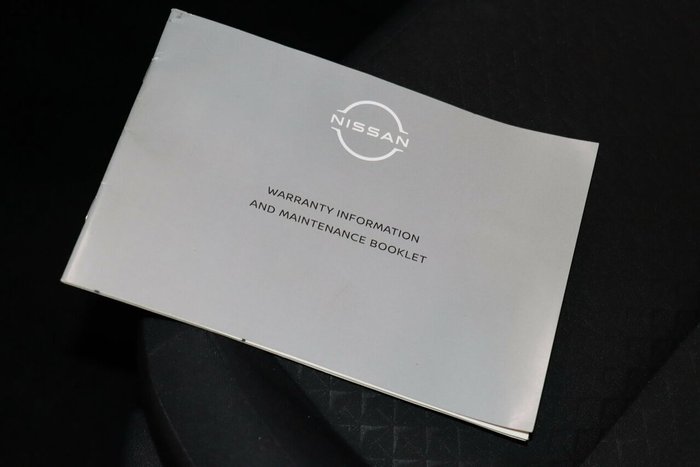 NISSAN
WARRANTY INFORMATION
AND MAINTENANCE BOOKLET